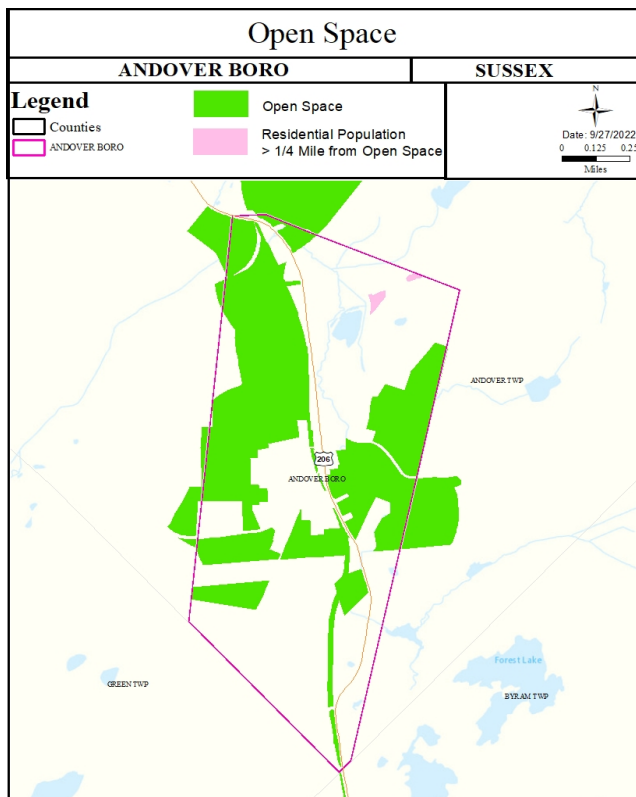 Open Space
ANDOVER BORO
SUSSEX
Legend
Counties
ANDOVER BORO
Open Space
Residential Population
> 1/4 Mile from Open Space
N
Date: 9/27/2022
0 0.125 0.25
Miles
ANDOVER TWP
206
ANDOVER BORO
Forest Lake
GREEN TWP
BYRAM TWP